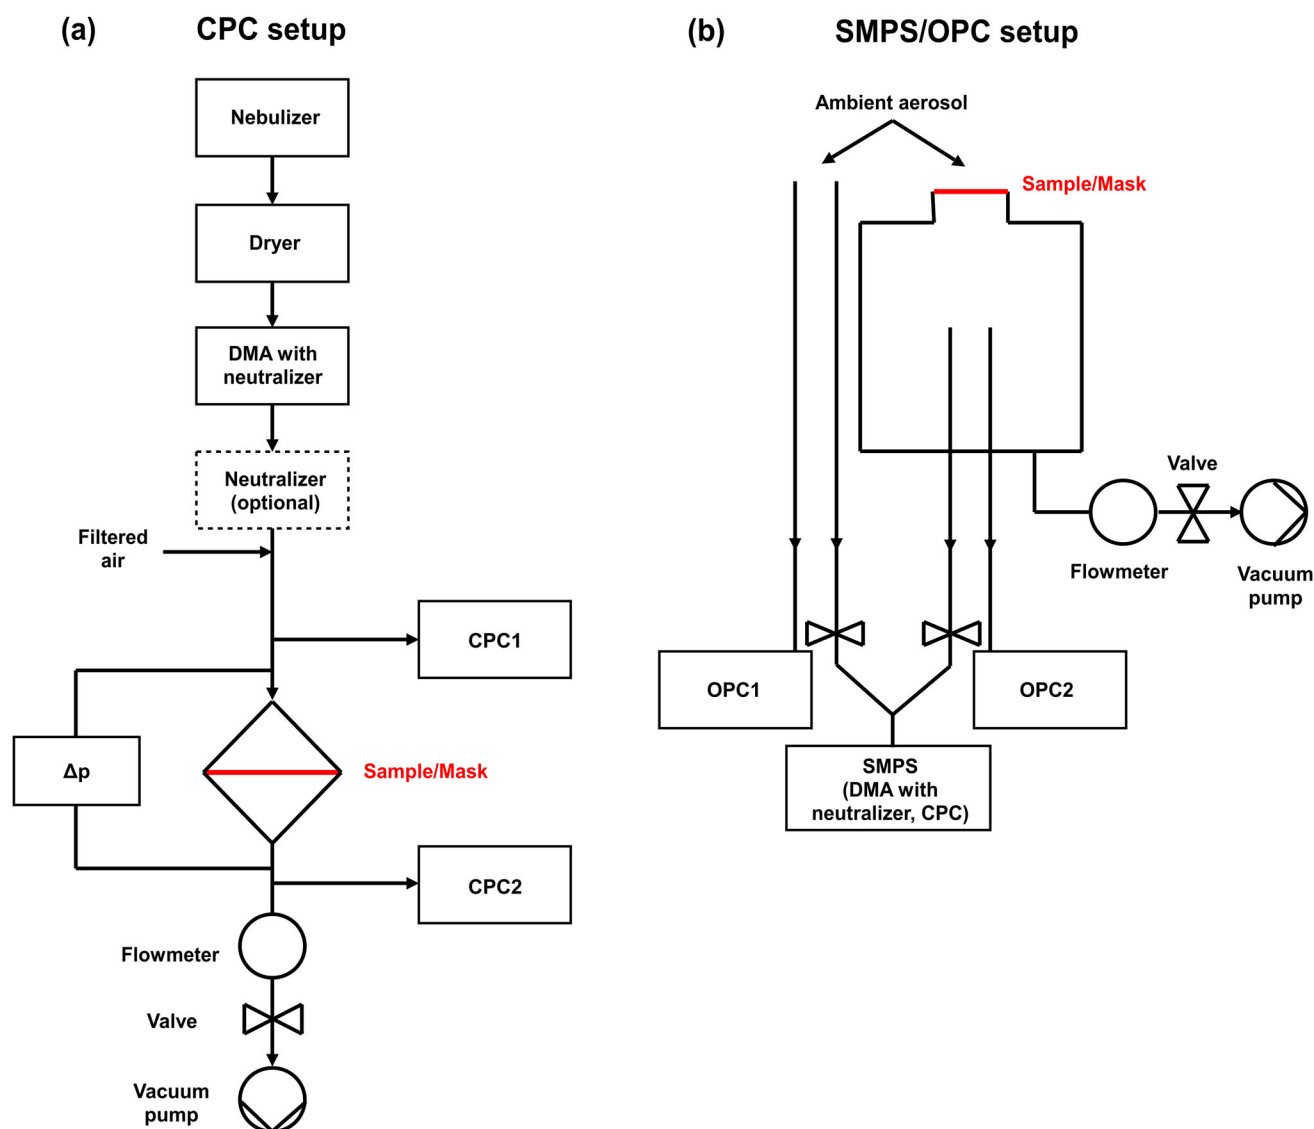 (a) CPC setup
Nebulizer
Dryer
DMA with
neutralizer
Neutralizer
(optional)
Filtered
air
CPC1
Δp
Sample/Mask
CPC2
Flowmeter
Valve
Vacuum
pump
(b) SMPS/OPC setup
Ambient aerosol
Sample/Mask
Valve
Flowmeter
Vacuum
pump
OPC1
OPC2
SMPS
(DMA with
neutralizer, CPC)